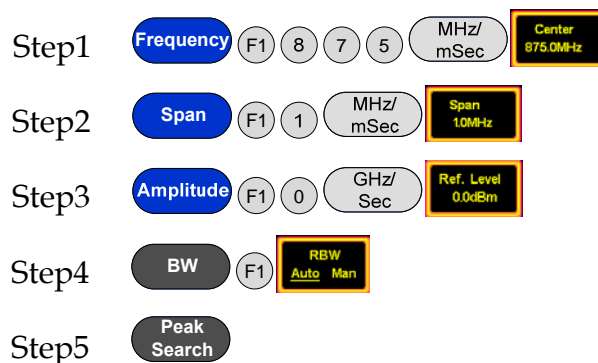 Step1 Frequency F1 8 7 5 MHz/ mSec Center 875.0MHz
Step2 Span F1 1 MHz/ mSec Span 1.0MHz
Step3 Amplitude F1 0 GHz/ Sec Ref. Level 0.0dBm
Step4 BW F1 RBW Auto Man
Step5 Peak Search